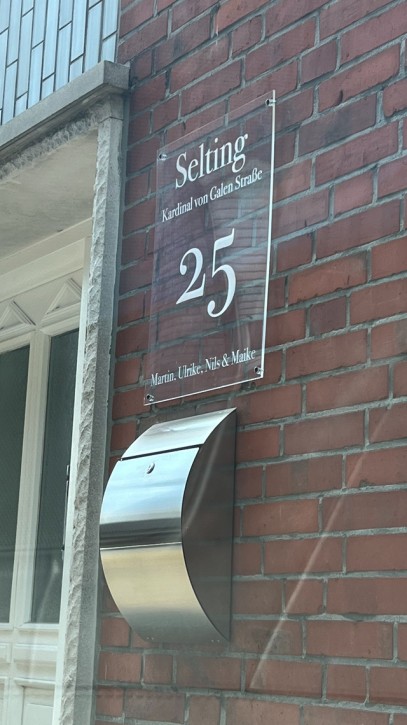 Selting
Kardinal von Galen Straße
25
Martin, Ulrike, Nils & Maike